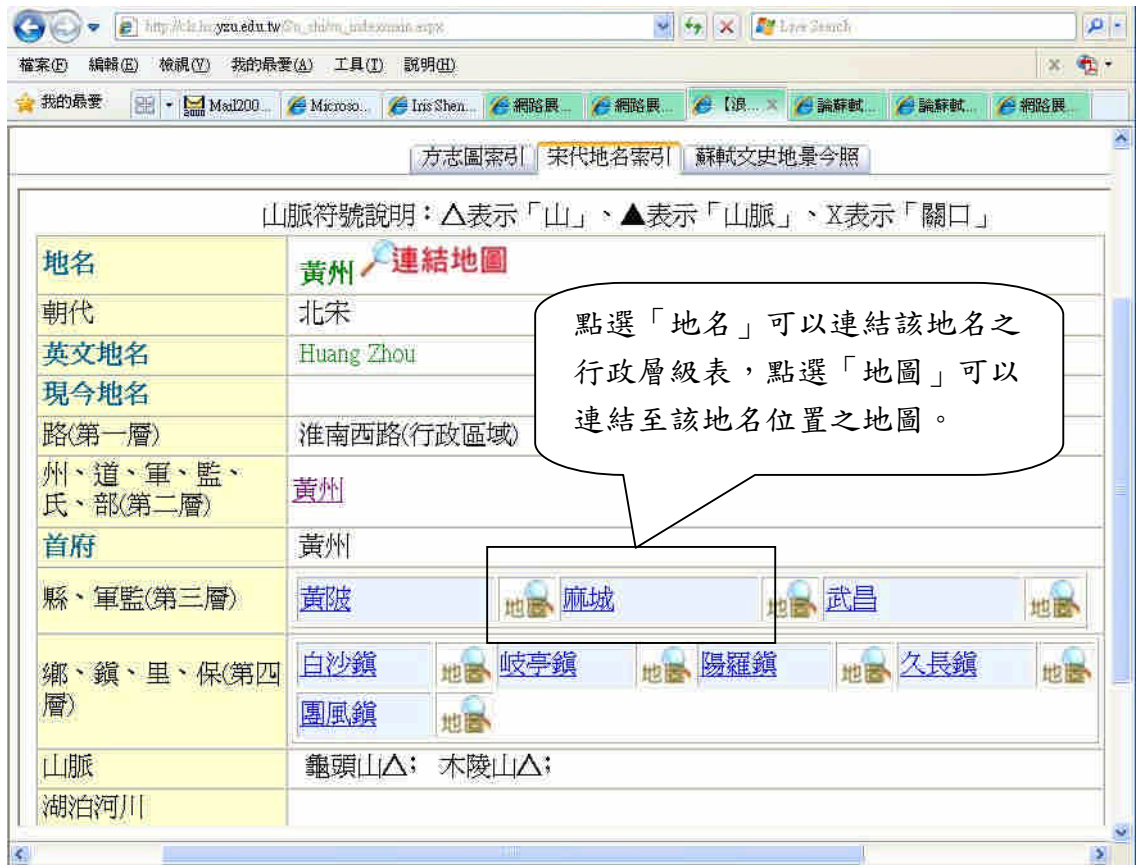 yzu.edu.tw
Live Search
檔案(F) 編輯(E) 檢視(V) 我的最愛(A) 工具(T) 說明(H)
我的最愛 Mail200... Microso... Iris Shen... 網路展... 網路展... 【浪... 論蘇軾... 論蘇軾... 網路展...
方志圖索引 宋代地名索引 蘇軾文史地景今照
山脈符號說明：△表示「山」、▲表示「山脈」、X表示「關口」
地名 黃州 連結地圖
朝代 北宋
英文地名 Huang Zhou
現今地名
路(第一層) 淮南西路(行政區域)
州、道、軍、監、
氏、部(第二層) 黃州
首府 黃州
縣、軍監(第三層) 黃陂 地圖 麻城 地圖 武昌 地圖
鄉、鎮、里、保(第四
層)
白沙鎮 地圖 岐亭鎮 地圖 陽羅鎮 地圖 久長鎮 地圖
團風鎮 地圖
山脈 龜頭山△； 木陵山△；
湖泊河川
點選「地名」可以連結該地名之
行政層級表，點選「地圖」可以
連結至該地名位置之地圖。